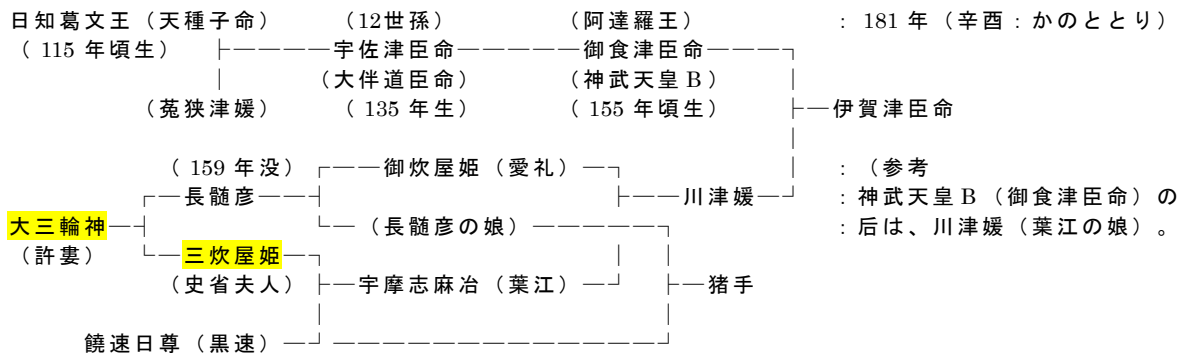 日知葛文王（天種子命） （12世孫） （阿達羅王） ：181年（辛酉：かのととり）
（115年頃生） ├─────宇佐津臣命─────御食津臣命───┐
│ （大伴道臣命） （神武天皇B） │
（菟狭津媛） （135年生） （155年頃生） ├─伊賀津臣命
│
（159年没） ┌──御炊屋姫（愛礼）─┐ │ ：（参考
┌─長髄彦──┤ ├──川津媛─┘ ：神武天皇B（御食津臣命）の
大三輪神─┤ └─（長髄彦の娘）──────┐ ：后は、川津媛（葉江の娘）。
（許婁） └─三炊屋姫─┐ │ │
（史省夫人） ├─宇摩志麻冶（葉江）─┘ ├─猪手
│ │
饒速日尊（黒速）─┘─────────────┘